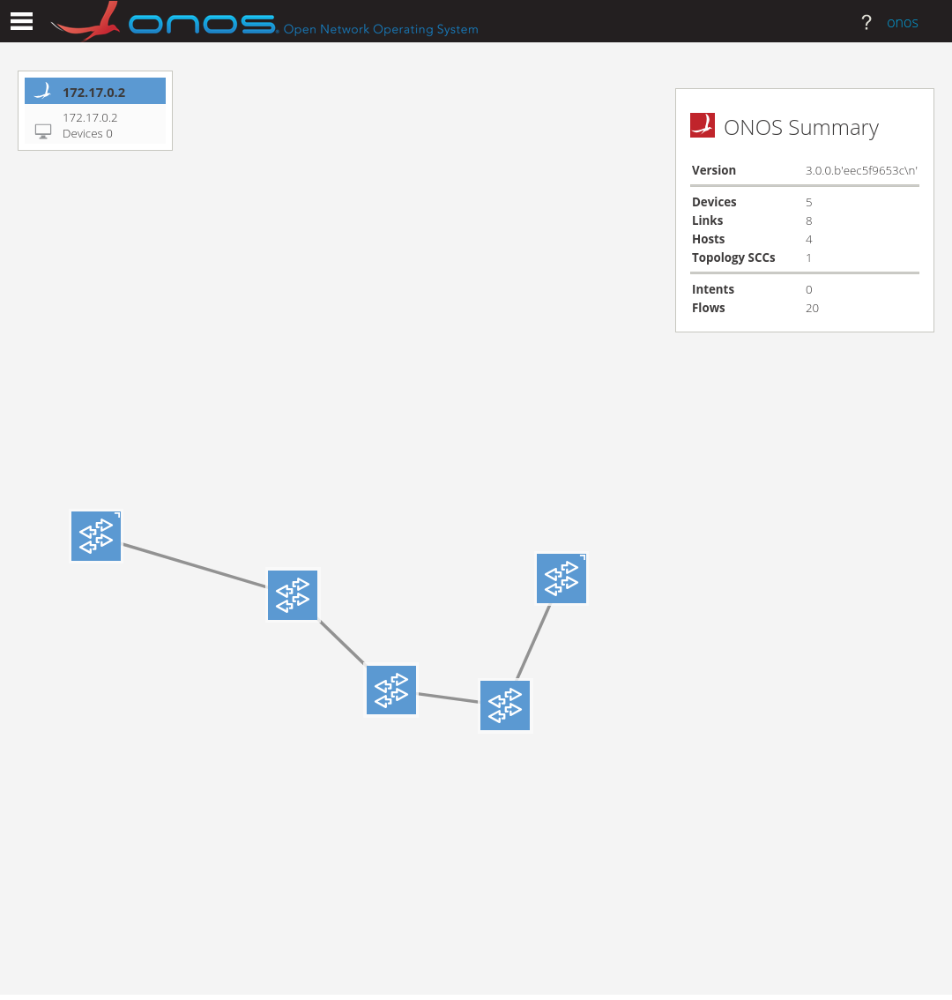 onos Open Network Operating System
? onos
172.17.0.2
172.17.0.2
Devices 0
ONOS Summary
Version 3.0.0.b'eec5f9653c\n'
Devices 5
Links 8
Hosts 4
Topology SCCs 1
Intents 0
Flows 20